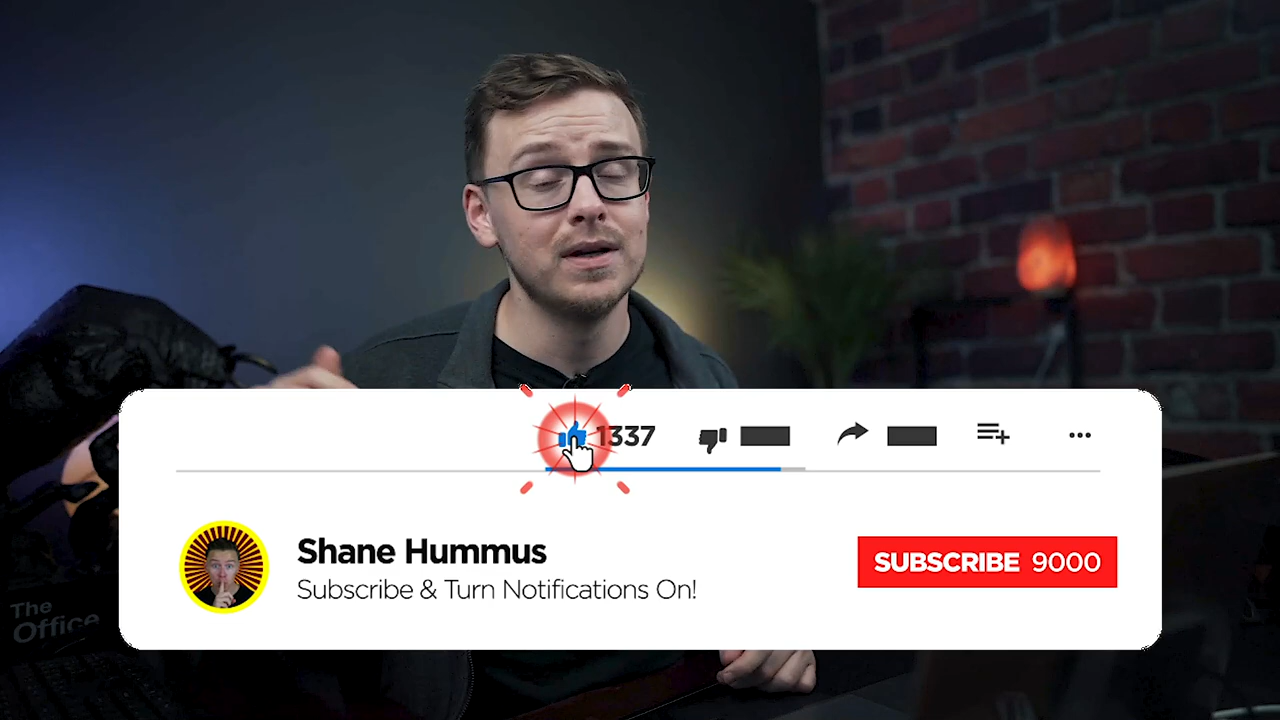 1337
Shane Hummus
Subscribe & Turn Notifications On!
SUBSCRIBE 9000
The
Office